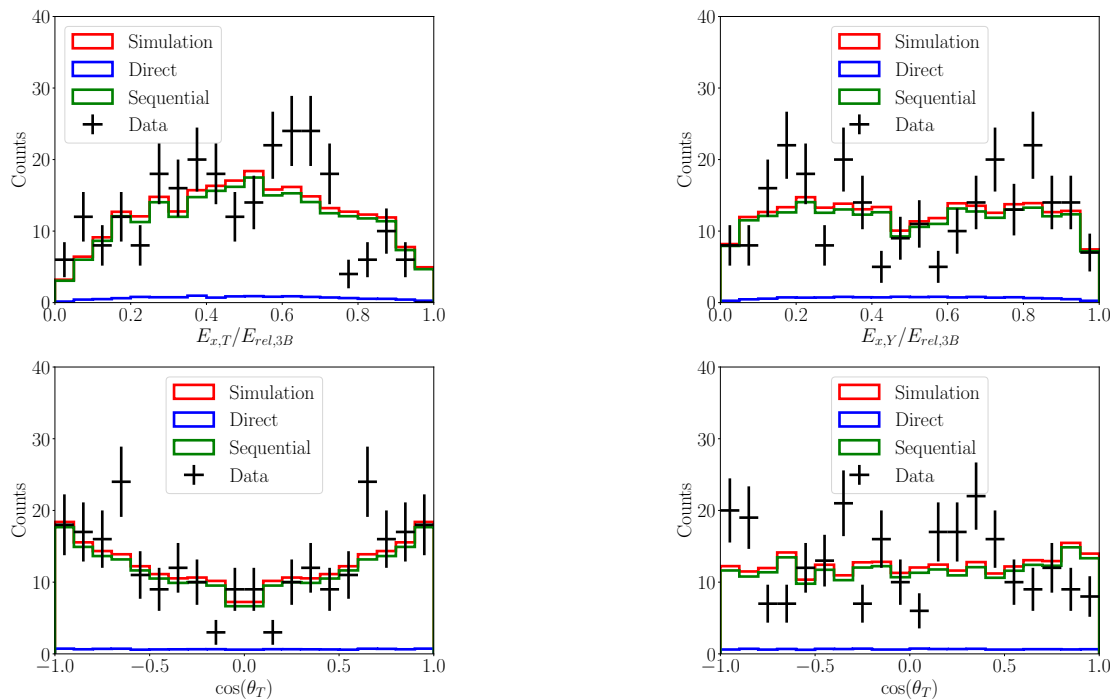 40
30
20
10
0
Counts
Simulation
Direct
Sequential
Data
0.0 0.2 0.4 0.6 0.8 1.0
E_{x,T}/E_{rel,3B}
40
30
20
10
0
Counts
Simulation
Direct
Sequential
Data
0.0 0.2 0.4 0.6 0.8 1.0
E_{x,Y}/E_{rel,3B}
40
30
20
10
0
Counts
Simulation
Direct
Sequential
Data
−1.0 −0.5 0.0 0.5 1.0
cos(θ_T)
40
30
20
10
0
Counts
Simulation
Direct
Sequential
Data
−1.0 −0.5 0.0 0.5 1.0
cos(θ_T)